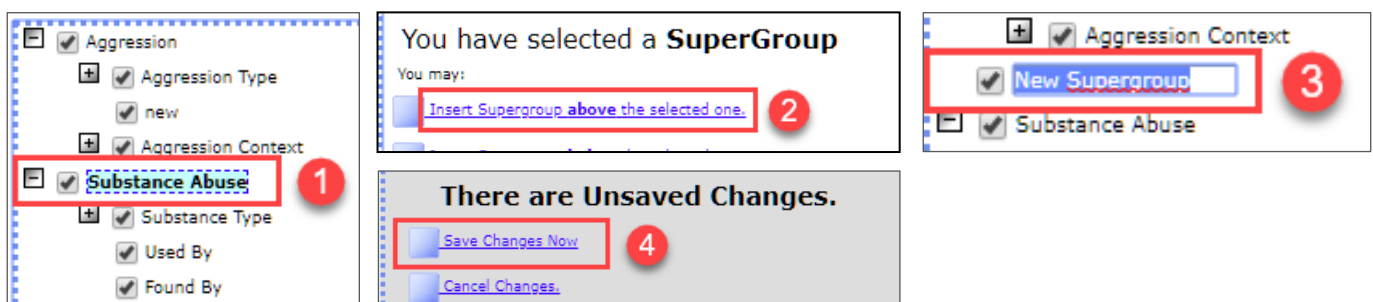 Aggression
Aggression Type
new
Aggression Context
Substance Abuse
1
Substance Type
Used By
Found By
You have selected a SuperGroup
You may:
Insert Supergroup above the selected one.
2
Aggression Context
New Supergroup
3
Substance Abuse
There are Unsaved Changes.
Save Changes Now
4
Cancel Changes.